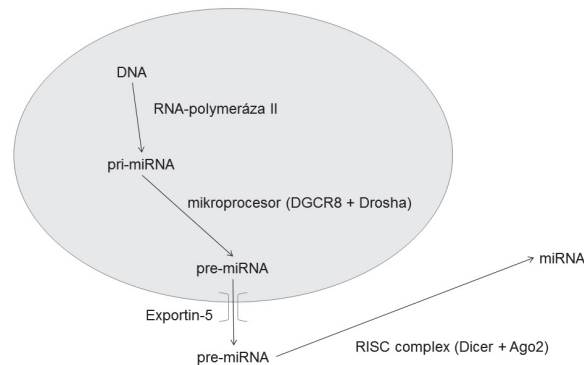 DNA
RNA-polymeráza II
pri-miRNA
mikroprocesor (DGCR8 + Drosha)
pre-miRNA
miRNA
Exportin-5
RISC complex (Dicer + Ago2)
pre-miRNA